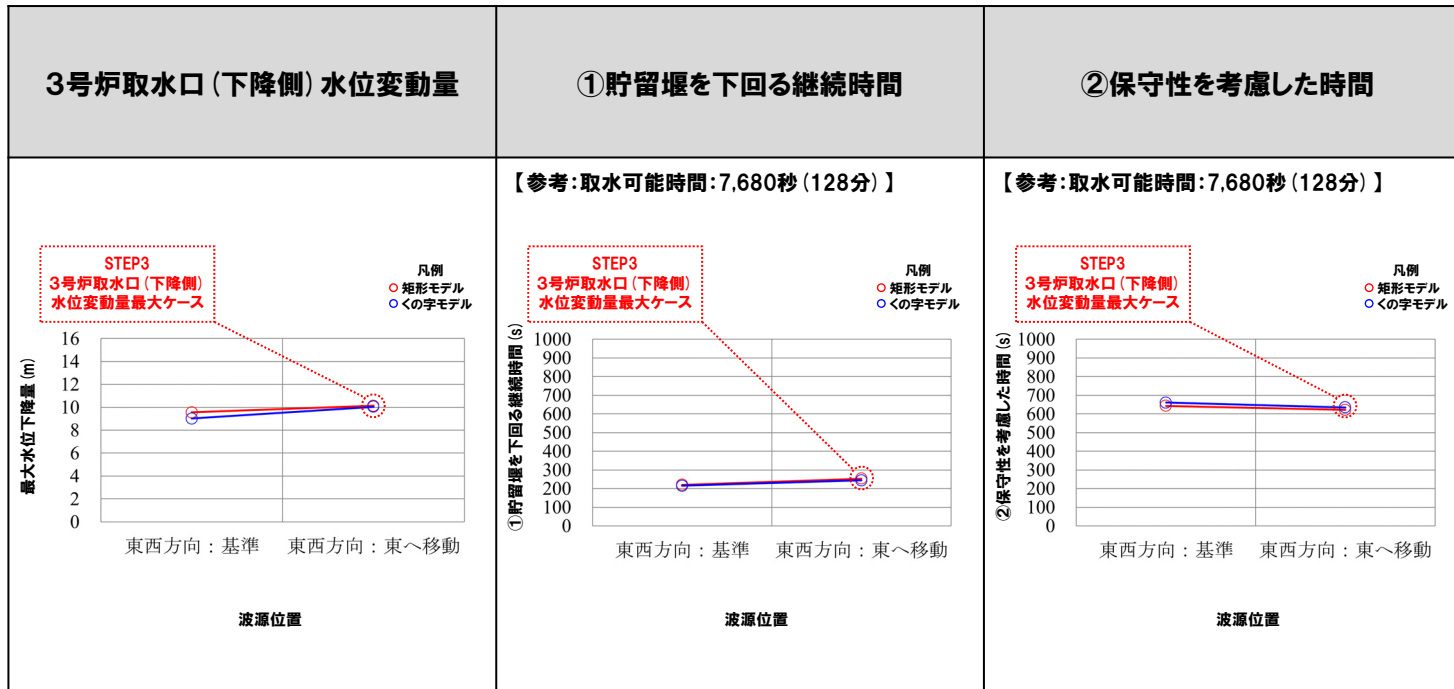 3号炉取水口(下降側)水位変動量
①貯留堰を下回る継続時間
②保守性を考慮した時間
STEP3
3号炉取水口(下降側)
水位変動量最大ケース
凡例
矩形モデル
くの字モデル
最大水位下降量(m)
16
14
12
10
8
6
4
2
0
東西方向:基準
東西方向:東へ移動
波源位置
【参考:取水可能時間:7,680秒(128分)】
STEP3
3号炉取水口(下降側)
水位変動量最大ケース
凡例
矩形モデル
くの字モデル
①貯留堰を下回る継続時間(s)
1000
900
800
700
600
500
400
300
200
100
0
東西方向:基準
東西方向:東へ移動
波源位置
【参考:取水可能時間:7,680秒(128分)】
STEP3
3号炉取水口(下降側)
水位変動量最大ケース
凡例
矩形モデル
くの字モデル
②保守性を考慮した時間(s)
1000
900
800
700
600
500
400
300
200
100
0
東西方向:基準
東西方向:東へ移動
波源位置